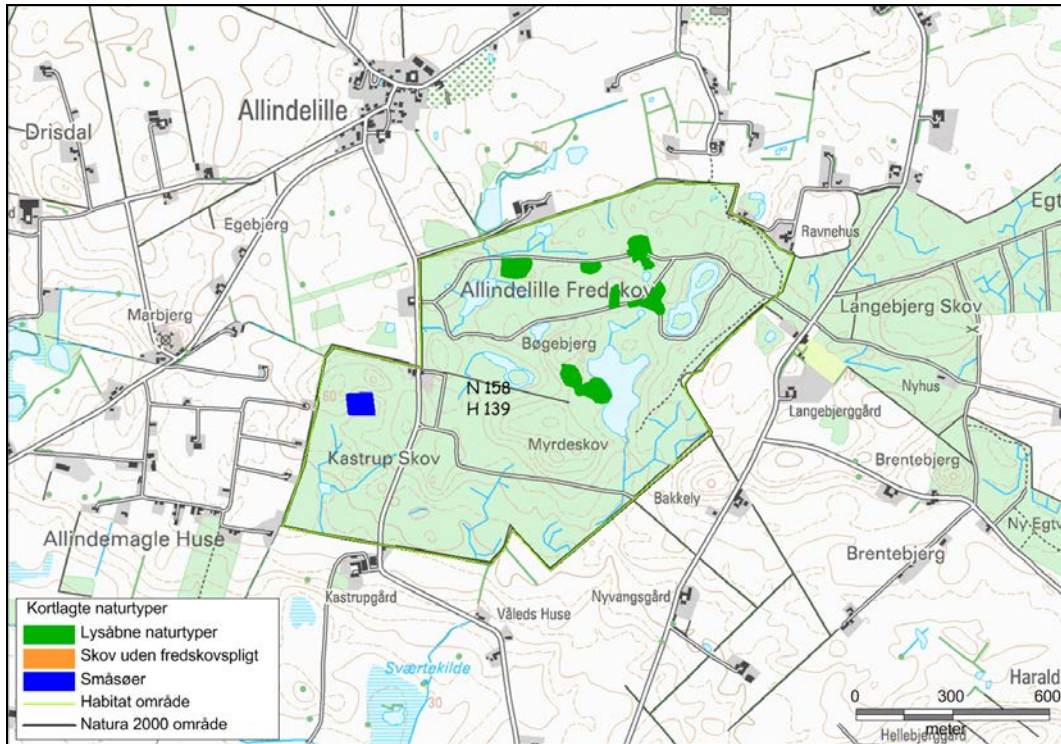 Allindelille
Drisdal
60
Egebjerg
Ravnehus
Egt
Allindelille Fredskov
Langebjerg Skov
Marbjerg
Bøgebjerg
Nyhus
N 158
H 139
60
Langebjerggård
Kastrup Skov
Myrdeskov
Brentebjerg
Bakkely
Allindemagle Huse
Ny Egtv
Brentebjerg
Kastrupgård
Nyvangsgård
Våleds Huse
Kortlagte naturtyper
Lysåbne naturtyper
Skov uden fredskovspligt
Småsøer
Habitat område
Natura 2000 område
Sværtekilde
30
Harald
0 300 600
meter
Hellebjerggård